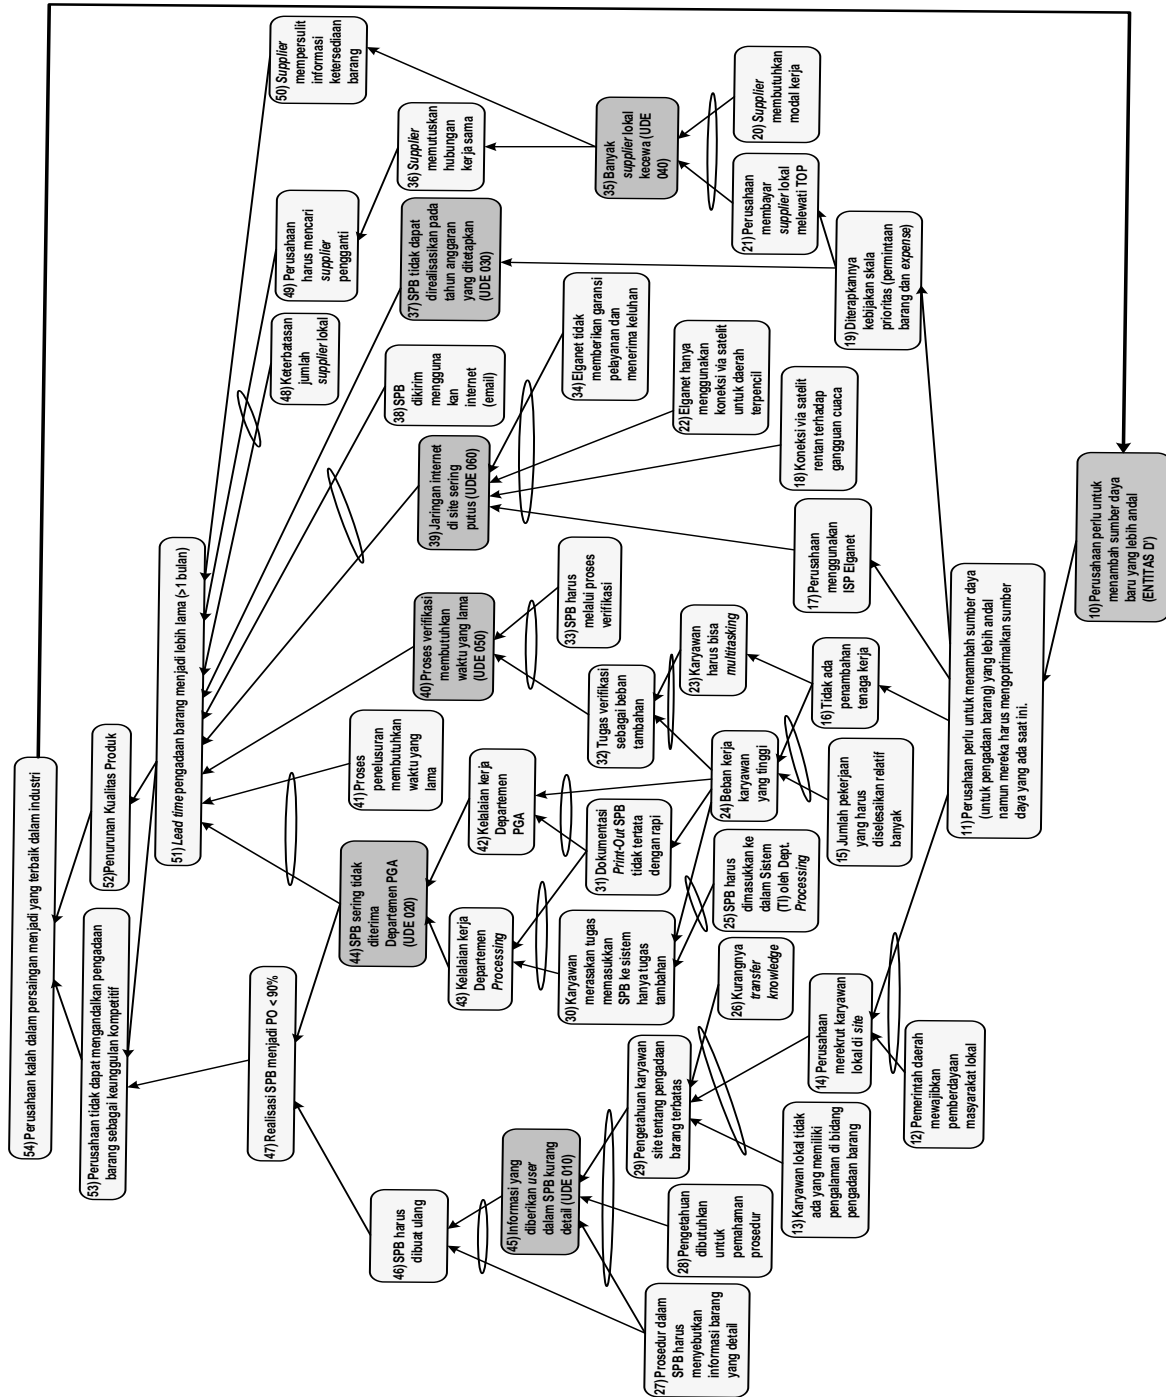 54) Perusahaan kalah dalam persaingan menjadi yang terbaik dalam industri
53) Perusahaan tidak dapat mengandalkan pengadaan
barang sebagai keunggulan kompetitif
52)Penurunan Kualitas Produk
47) Realisasi SPB menjadi PO < 90%
51) Lead time pengadaan barang menjadi lebih lama (> 1 bulan)
50) Supplier
mempersulit
informasi
ketersediaan
barang
46) SPB harus
dibuat ulang
44) SPB sering tidak
diterima
Departemen PGA
(UDE 020)
41) Proses
penelusuran
membutuhkan
waktu yang
lama
48) Keterbatasan
jumlah
supplier lokal
49) Perusahaan
harus mencari
supplier
pengganti
45) Informasi yang
diberikan user
dalam SPB kurang
detail (UDE 010)
43) Kelalaian kerja
Departemen
Processing
42) Kelalaian kerja
Departemen
PGA
40) Proses verifikasi
membutuhkan
waktu yang lama
(UDE 050)
39) Jaringan internet
di site sering
putus (UDE 060)
38) SPB
dikirim
mengguna
kan
internet
(email)
37) SPB tidak dapat
direalisasikan pada
tahun anggaran
yang ditetapkan
(UDE 030)
36) Supplier
memutuskan
hubungan
kerja sama
27) Prosedur dalam
SPB harus
menyebutkan
informasi barang
yang detail
28) Pengetahuan
dibutuhkan
untuk
pemahaman
prosedur
29) Pengetahuan karyawan
site tentang pengadaan
barang terbatas
30) Karyawan
merasakan tugas
memasukkan
SPB ke sistem
hanya tugas
tambahan
31) Dokumentasi
Print-Out SPB
tidak tertata
dengan rapi
32) Tugas verifikasi
sebagai beban
tambahan
33) SPB harus
melalui proses
verifikasi
34) Elganet tidak
memberikan garansi
pelayanan dan
menerima keluhan
35) Banyak
supplier lokal
kecewa (UDE
040)
26) Kurangnya
transfer
knowledge
25) SPB harus
dimasukkan ke
dalam Sistem
(TI) oleh Dept.
Processing
24) Beban kerja
karyawan
yang tinggi
23) Karyawan
harus bisa
multitasking
22) Elganet hanya
menggunakan
koneksi via satelit
untuk daerah
terpencil
21) Perusahaan
membayar
supplier lokal
melewati TOP
20) Supplier
membutuhkan
modal kerja
13) Karyawan lokal tidak
ada yang memiliki
pengalaman di bidang
pengadaan barang
14) Perusahaan
merekrut karyawan
lokal di site
15) Jumlah pekerjaan
yang harus
diselesaikan relatif
banyak
16) Tidak ada
penambahan
tenaga kerja
17) Perusahaan
menggunakan
ISP Elganet
18) Koneksi via satelit
rentan terhadap
gangguan cuaca
19) Diterapkannya
kebijakan skala
prioritas (permintaan
barang dan expense)
12) Pemerintah daerah
mewajibkan
pemberdayaan
masyarakat lokal
11) Perusahaan perlu untuk menambah sumber daya
(untuk pengadaan barang) yang lebih andal
namun mereka harus mengoptimalkan sumber
daya yang ada saat ini.
10) Perusahaan perlu untuk
menambah sumber daya
baru yang lebih andal
(ENTITAS D')